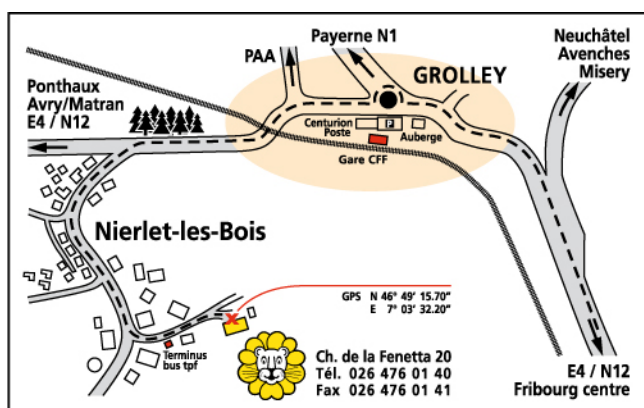 Payerne N1
Neuchâtel
Avenches
Misery
PAA
GROLLEY
Ponthaux
Avry/Matran
E4 / N12
Centurion
Poste
P
Auberge
Gare CFF
Nierlet-les-Bois
GPS N 46° 49' 15.70"
E 7° 03' 32.20"
Terminus
bus tpf
Ch. de la Fenetta 20
Tél. 026 476 01 40
Fax 026 476 01 41
E4 / N12
Fribourg centre